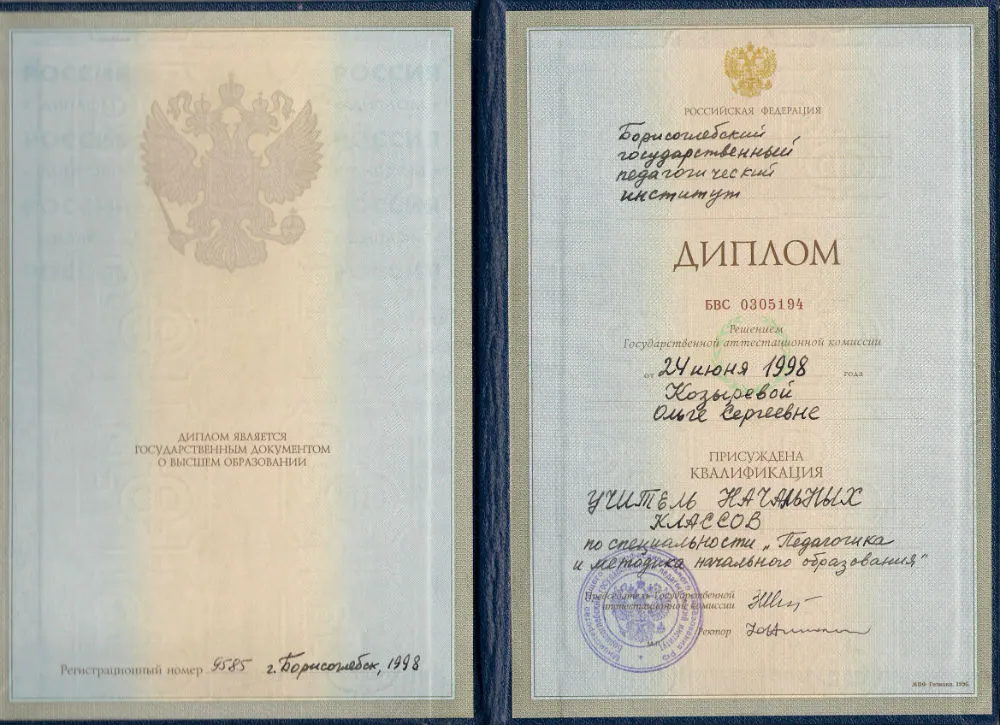 ДИПЛОМ ЯВЛЯЕТСЯ
ГОСУДАРСТВЕННЫМ ДОКУМЕНТОМ
О ВЫСШЕМ ОБРАЗОВАНИИ
Регистрационный номер 9585 г. Борисоглебск, 1998
РОССИЙСКАЯ ФЕДЕРАЦИЯ
Борисоглебский
государственный
педагогический
институт
ДИПЛОМ
БВС 0305194
Решением
Государственной аттестационной комиссии
от 24 июня 1998 года
Козыревой
Ольге Сергеевне
ПРИСУЖДЕНА
КВАЛИФИКАЦИЯ
УЧИТЕЛЬ НАЧАЛЬНЫХ
КЛАССОВ
по специальности „Педагогика
и методика начального образования"
Председатель Государственной
аттестационной комиссии
Ректор